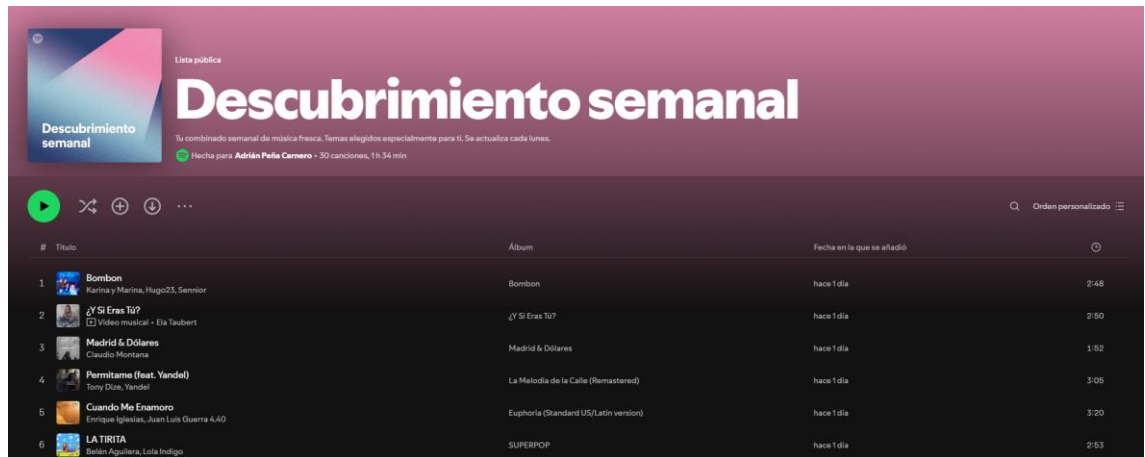 Descubrimiento semanal
Lista pública
Descubrimiento semanal
Tu combinado semanal de música fresca. Temas elegidos especialmente para ti. Se actualiza cada lunes.
Hecha para Adrián Peña Carnero • 30 canciones, 1 h 34 min
Orden personalizado
# Título Álbum Fecha en la que se añadió
1 Bombon Bombon hace 1 día 2:48
Karina y Marina, Hugo23, Sennior
2 ¿Y Si Eras Tú? ¿Y Si Eras Tú? hace 1 día 2:50
Vídeo musical • Ela Taubert
3 Madrid & Dólares Madrid & Dólares hace 1 día 1:52
Claudio Montana
4 Permitame (feat. Yandel) La Melodía de la Calle (Remastered) hace 1 día 3:05
Tony Dize, Yandel
5 Cuando Me Enamoro Euphoria (Standard US/Latin version) hace 1 día 3:20
Enrique Iglesias, Juan Luis Guerra 4.40
6 LA TIRITA SUPERPOP hace 1 día 2:53
Belén Aguilera, Lola Indigo